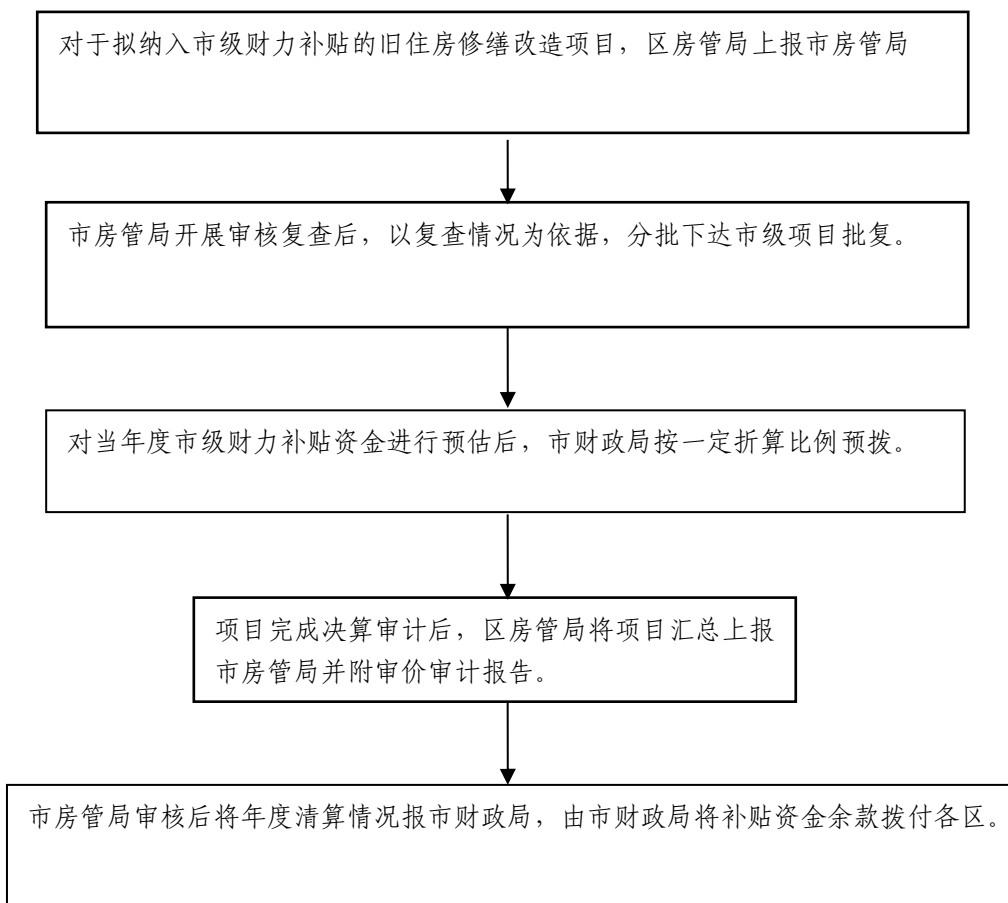 对于拟纳入市级财力补贴的旧住房修缮改造项目，区房管局上报市房管局
市房管局开展审核复查后，以复查情况为依据，分批下达市级项目批复。
对当年度市级财力补贴资金进行预估后，市财政局按一定折算比例预拨。
项目完成决算审计后，区房管局将项目汇总上报
市房管局并附审价审计报告。
市房管局审核后将年度清算情况报市财政局，由市财政局将补贴资金余款拨付各区。